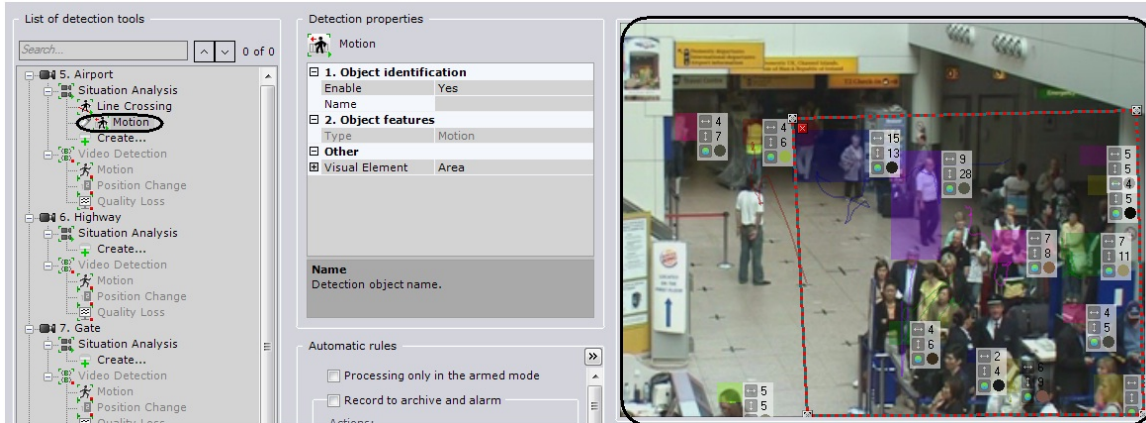 List of detection tools
Search...
0 of 0
5. Airport
Situation Analysis
Line Crossing
Motion
Create...
Video Detection
Motion
Position Change
Quality Loss
6. Highway
Situation Analysis
Create...
Video Detection
Motion
Position Change
Quality Loss
7. Gate
Situation Analysis
Create...
Video Detection
Motion
Position Change
Quality Loss
Detection properties
Motion
1. Object identification
Enable Yes
Name
2. Object features
Type Motion
Other
Visual Element Area
Name
Detection object name.
Automatic rules
Processing only in the armed mode
Record to archive and alarm
Actions:
4
7
4
6
15
13
9
28
5
5
4
5
7
8
7
11
4
6
4
5
2
4
6
9
5
5